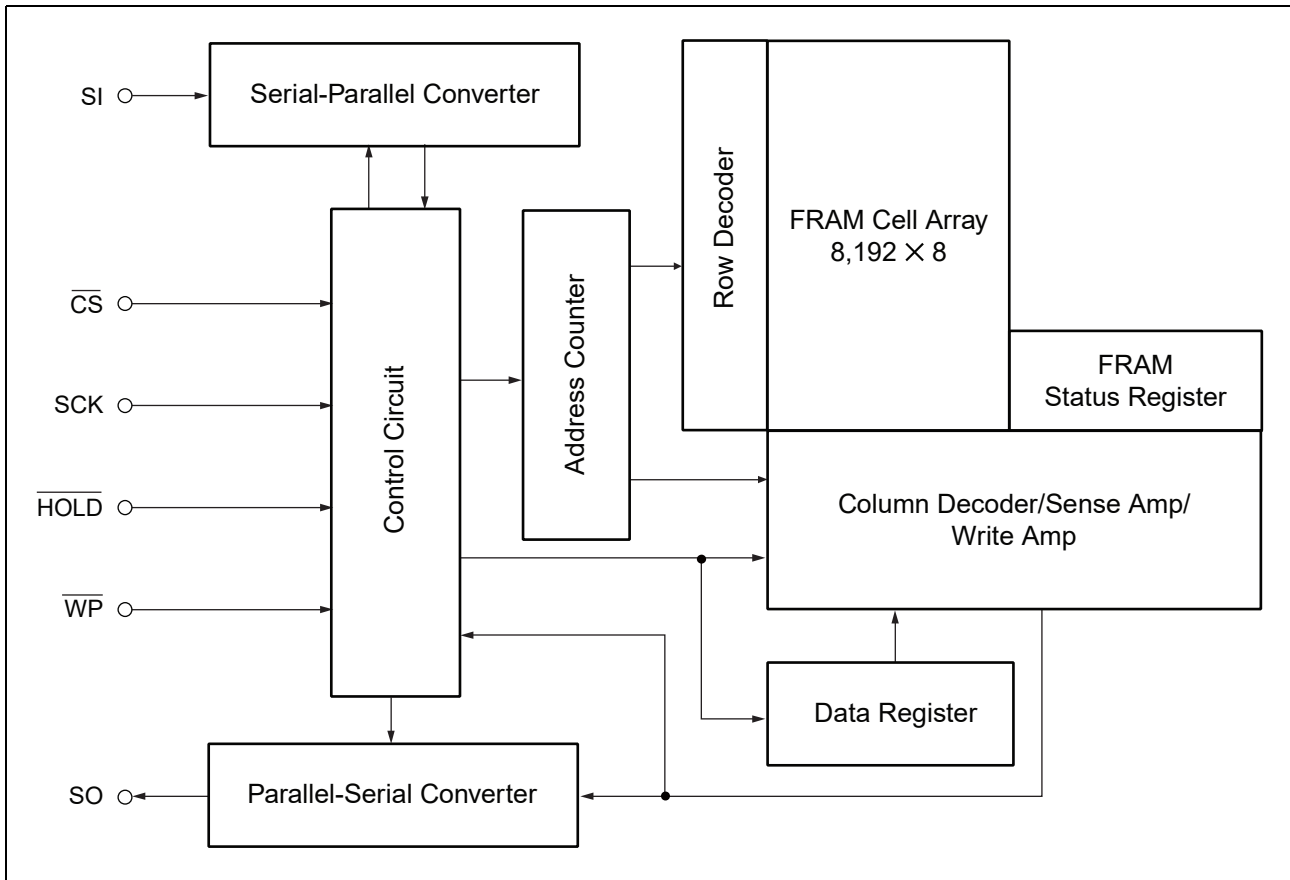 SI
Serial-Parallel Converter
Row Decoder
FRAM Cell Array
8,192 × 8
CS
SCK
HOLD
WP
Control Circuit
Address Counter
FRAM
Status Register
Column Decoder/Sense Amp/
Write Amp
Data Register
SO
Parallel-Serial Converter